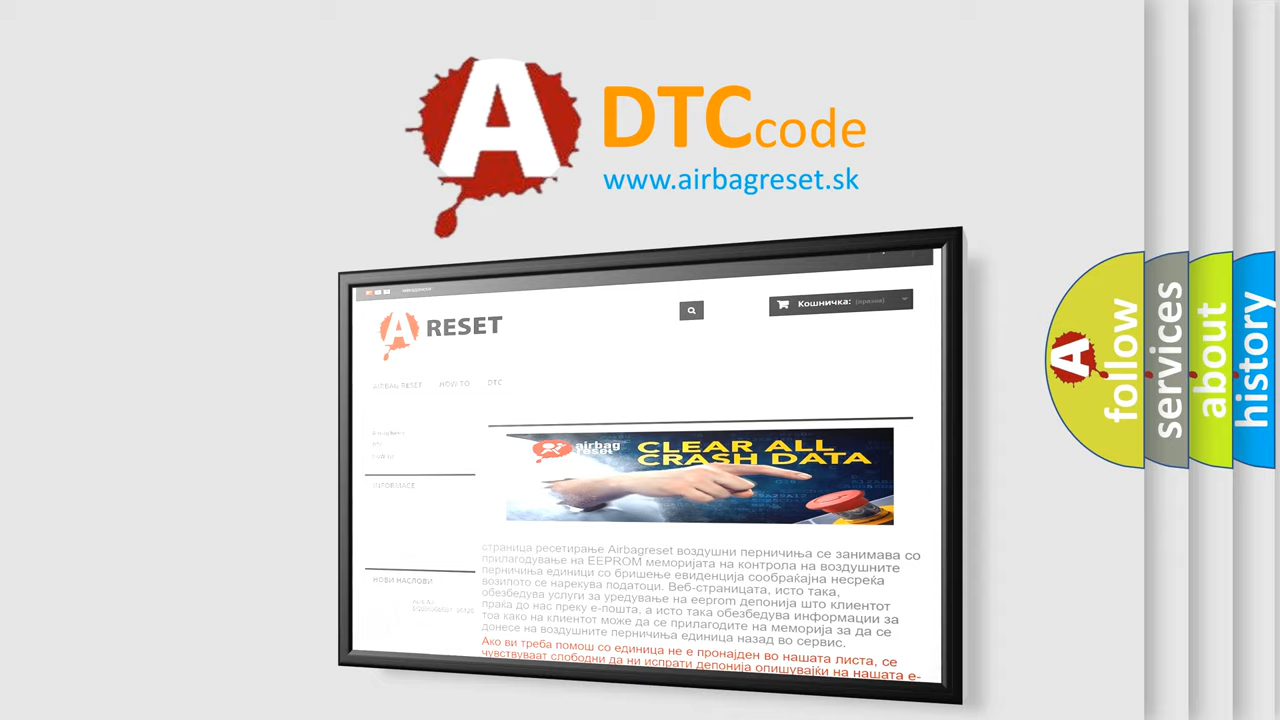 A DTC code
www.airbagreset.sk
Кошничка: (празни)
A RESET
AIRBAG RESET HOW TO DTC
airbag
reset
CLEAR ALL
CRASH DATA
INFORMACE
страница ресетирање Airbagreset воздушни перничиња се занимава со
прилагодување на EEPROM меморијата на контрола на воздушните
перничиња единици со бришење евиденција сообраќајна несреќа
возилото се нарекува податоци. Веб-страницата, исто така,
обезбедува услуги за уредување на eeprom депонија што клиентот
праќа до нас преку е-пошта, а исто така обезбедува информации за
тоа како на клиентот може да се прилагодите на меморија за да се
донесе на воздушните перничиња единица назад во сервис.
НОВИ НАСЛОВИ
Ако ви треба помош со единица не е пронајден во нашата листа, се
чувствуваат слободни да ни испрати депонија опишувајќи на нашата е-
A
follow
services
about
history